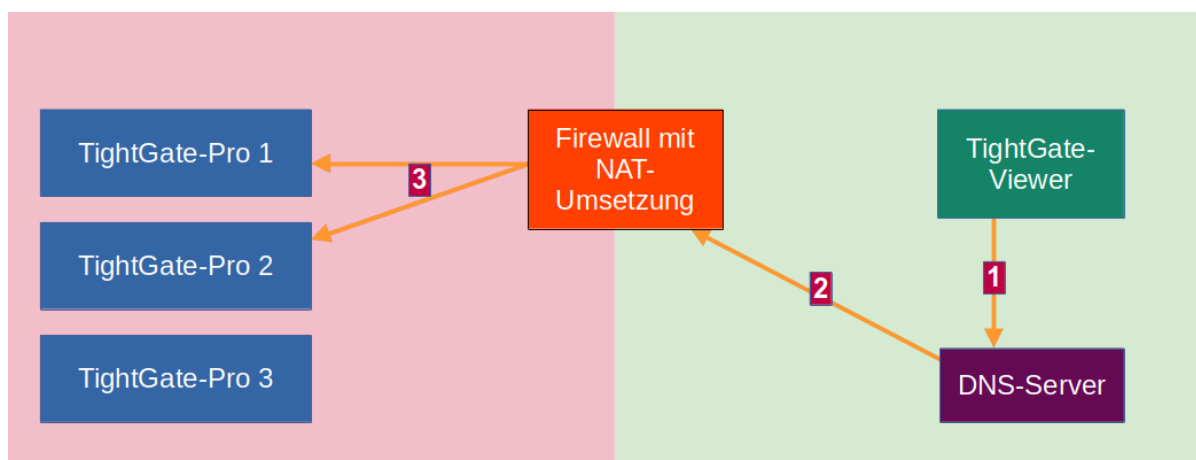 TightGate-Pro 1
TightGate-Pro 2
TightGate-Pro 3
3
Firewall mit
NAT-
Umsetzung
2
TightGate-
Viewer
1
DNS-Server